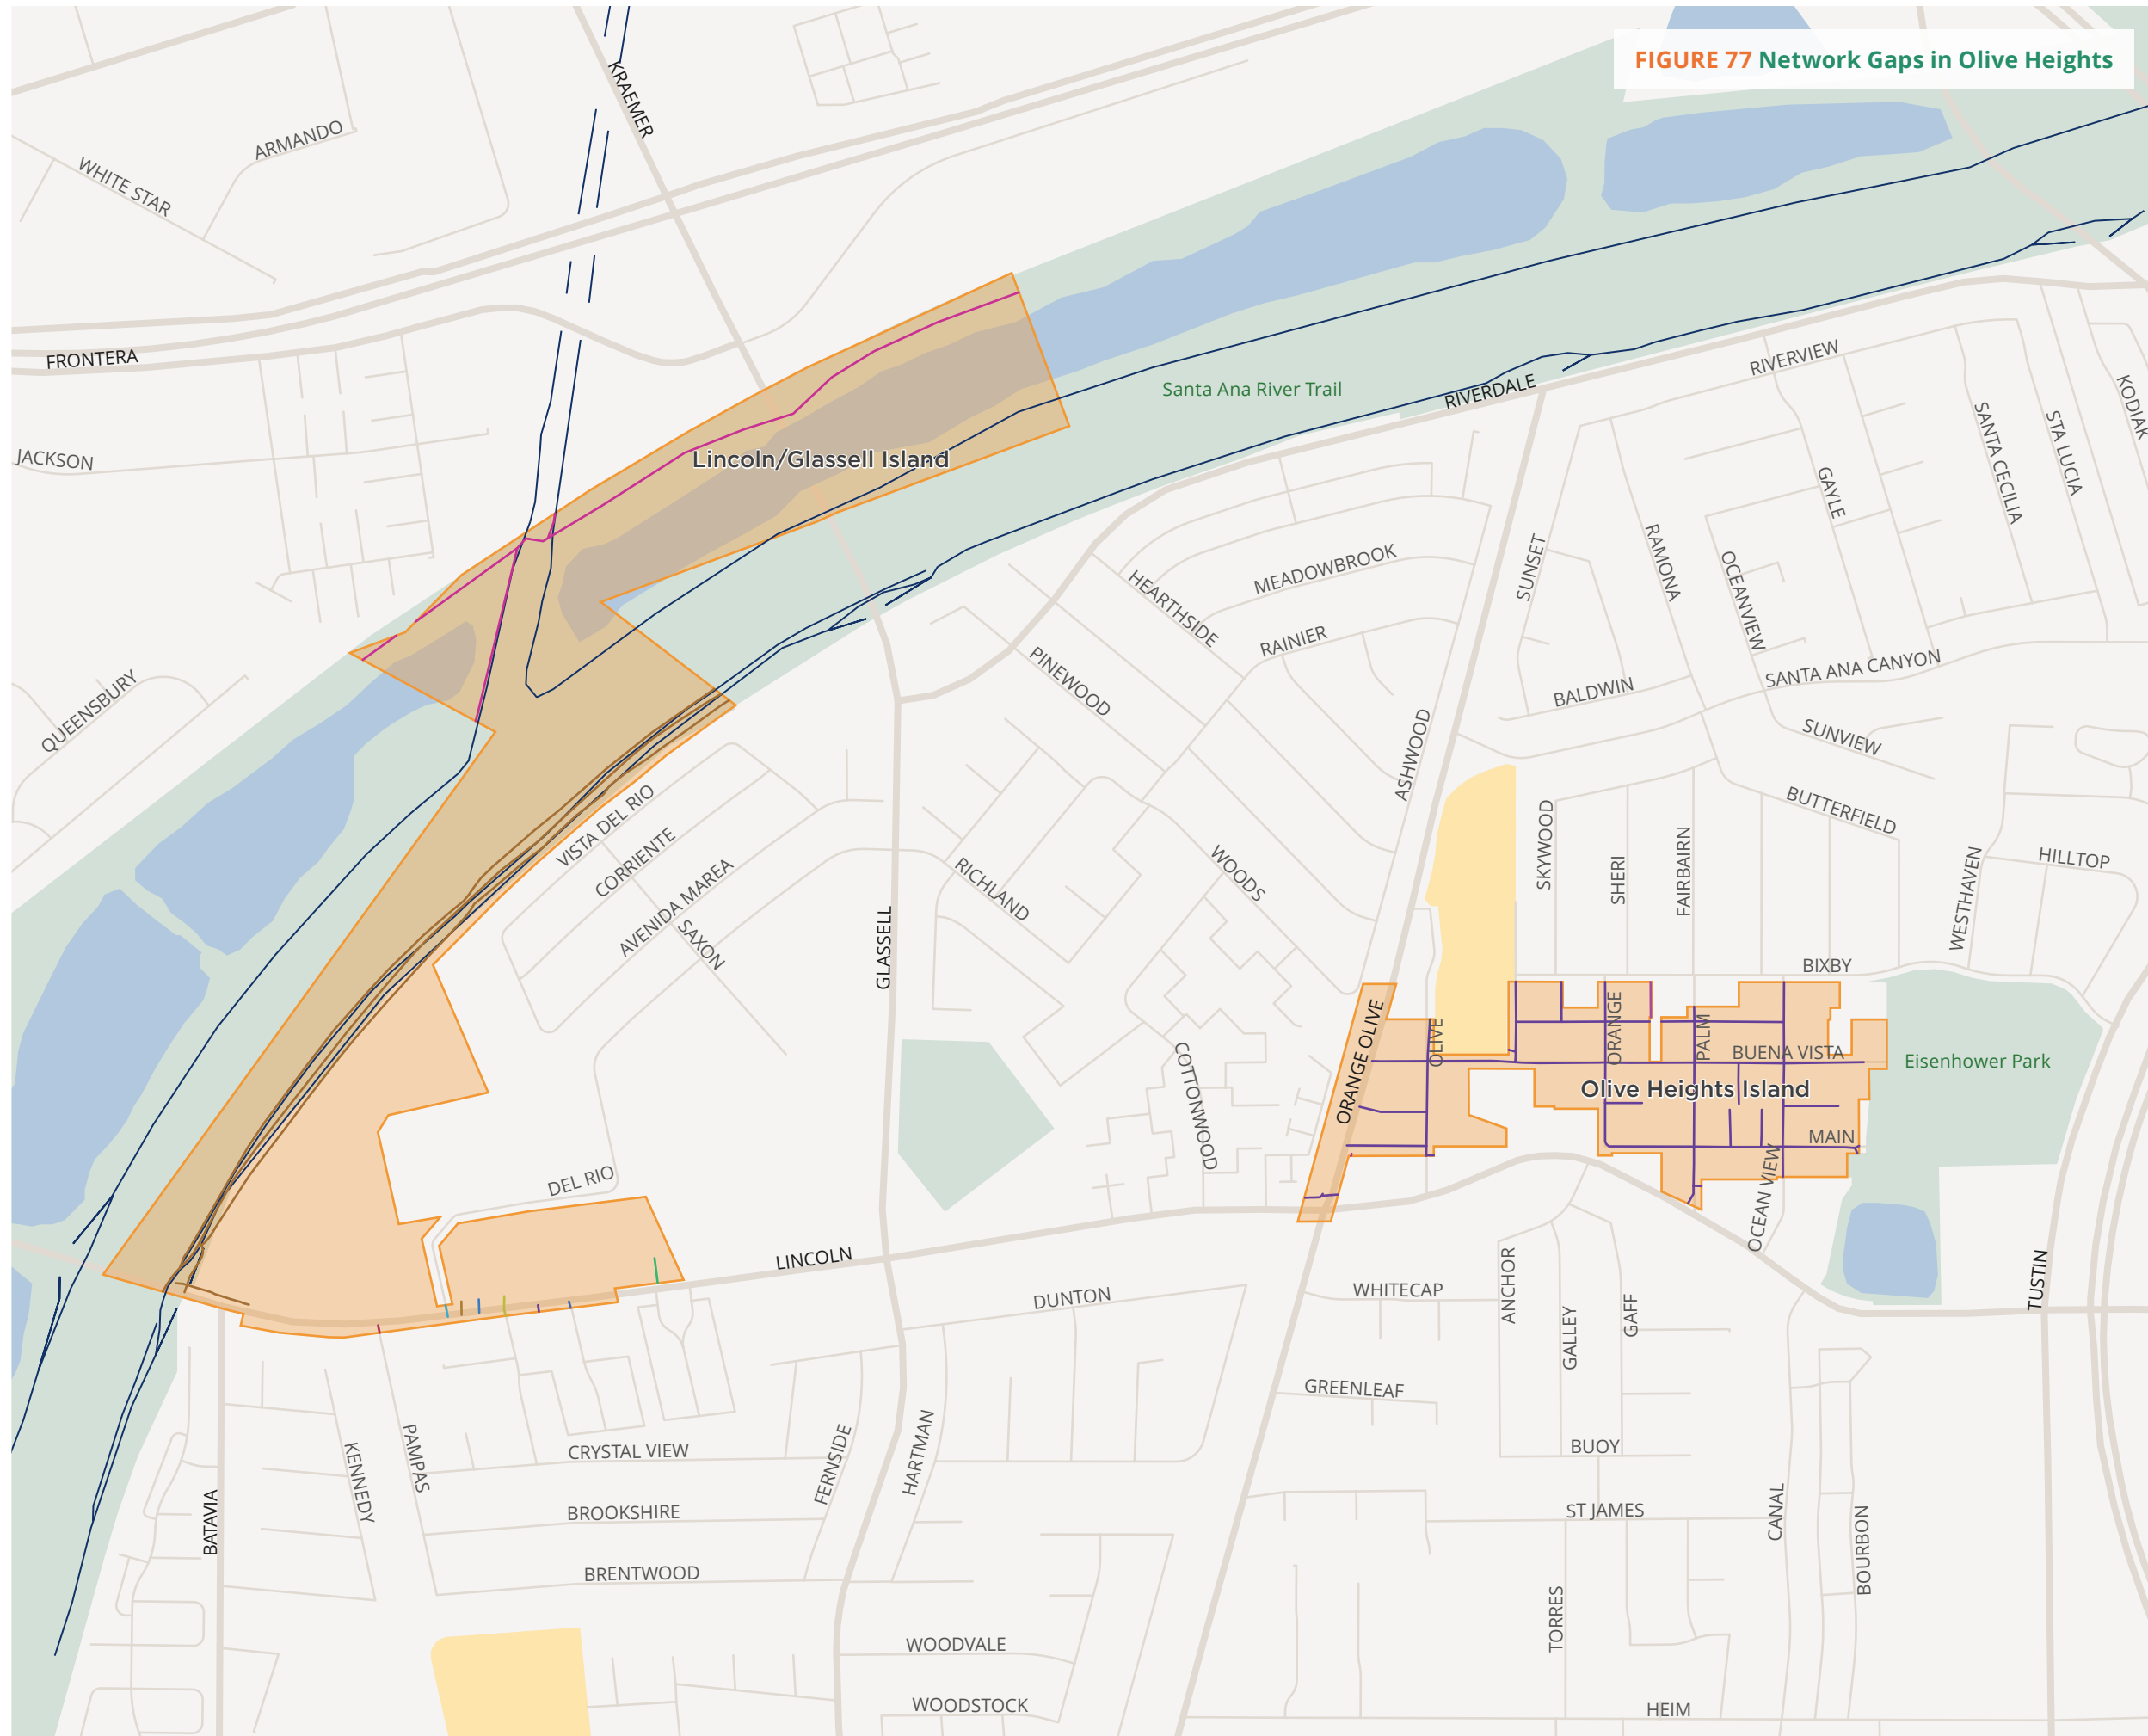 FIGURE 77 Network Gaps in Olive Heights
KRAEMER
ARMANDO
WHITE STAR
FRONTERA
JACKSON
QUEENSBURY
Lincoln/Glassell Island
Santa Ana River Trail
RIVERDALE
RIVERVIEW
KODIAK
SANTA CECILIA
STA LUCIA
GAYLE
SUNSET
RAMONA
OCEANVIEW
MEADOWBROOK
HEARTHSIDE
RAINIER
PINEWOOD
BALDWIN
SANTA ANA CANYON
SUNVIEW
ASHWOOD
BUTTERFIELD
VISTA DEL RIO
CORRIENTE
AVENIDA MAREA
SAXON
RICHLAND
WOODS
SKYWOOD
SHERI
FAIRBAIRN
WESTHAVEN
HILLTOP
GLASSELL
BIXBY
ORANGE OLIVE
OLIVE
ORANGE
PALM
BUENA VISTA
Eisenhower Park
Olive Heights Island
COTTONWOOD
MAIN
OCEAN VIEW
DEL RIO
LINCOLN
TUSTIN
DUNTON
WHITECAP
ANCHOR
GALLEY
GAFF
GREENLEAF
KENNEDY
PAMPAS
CRYSTAL VIEW
FERNSIDE
HARTMAN
BUOY
BATAVIA
BROOKSHIRE
ST JAMES
CANAL
BOURBON
BRENTWOOD
TORRES
WOODVALE
WOODSTOCK
HEIM